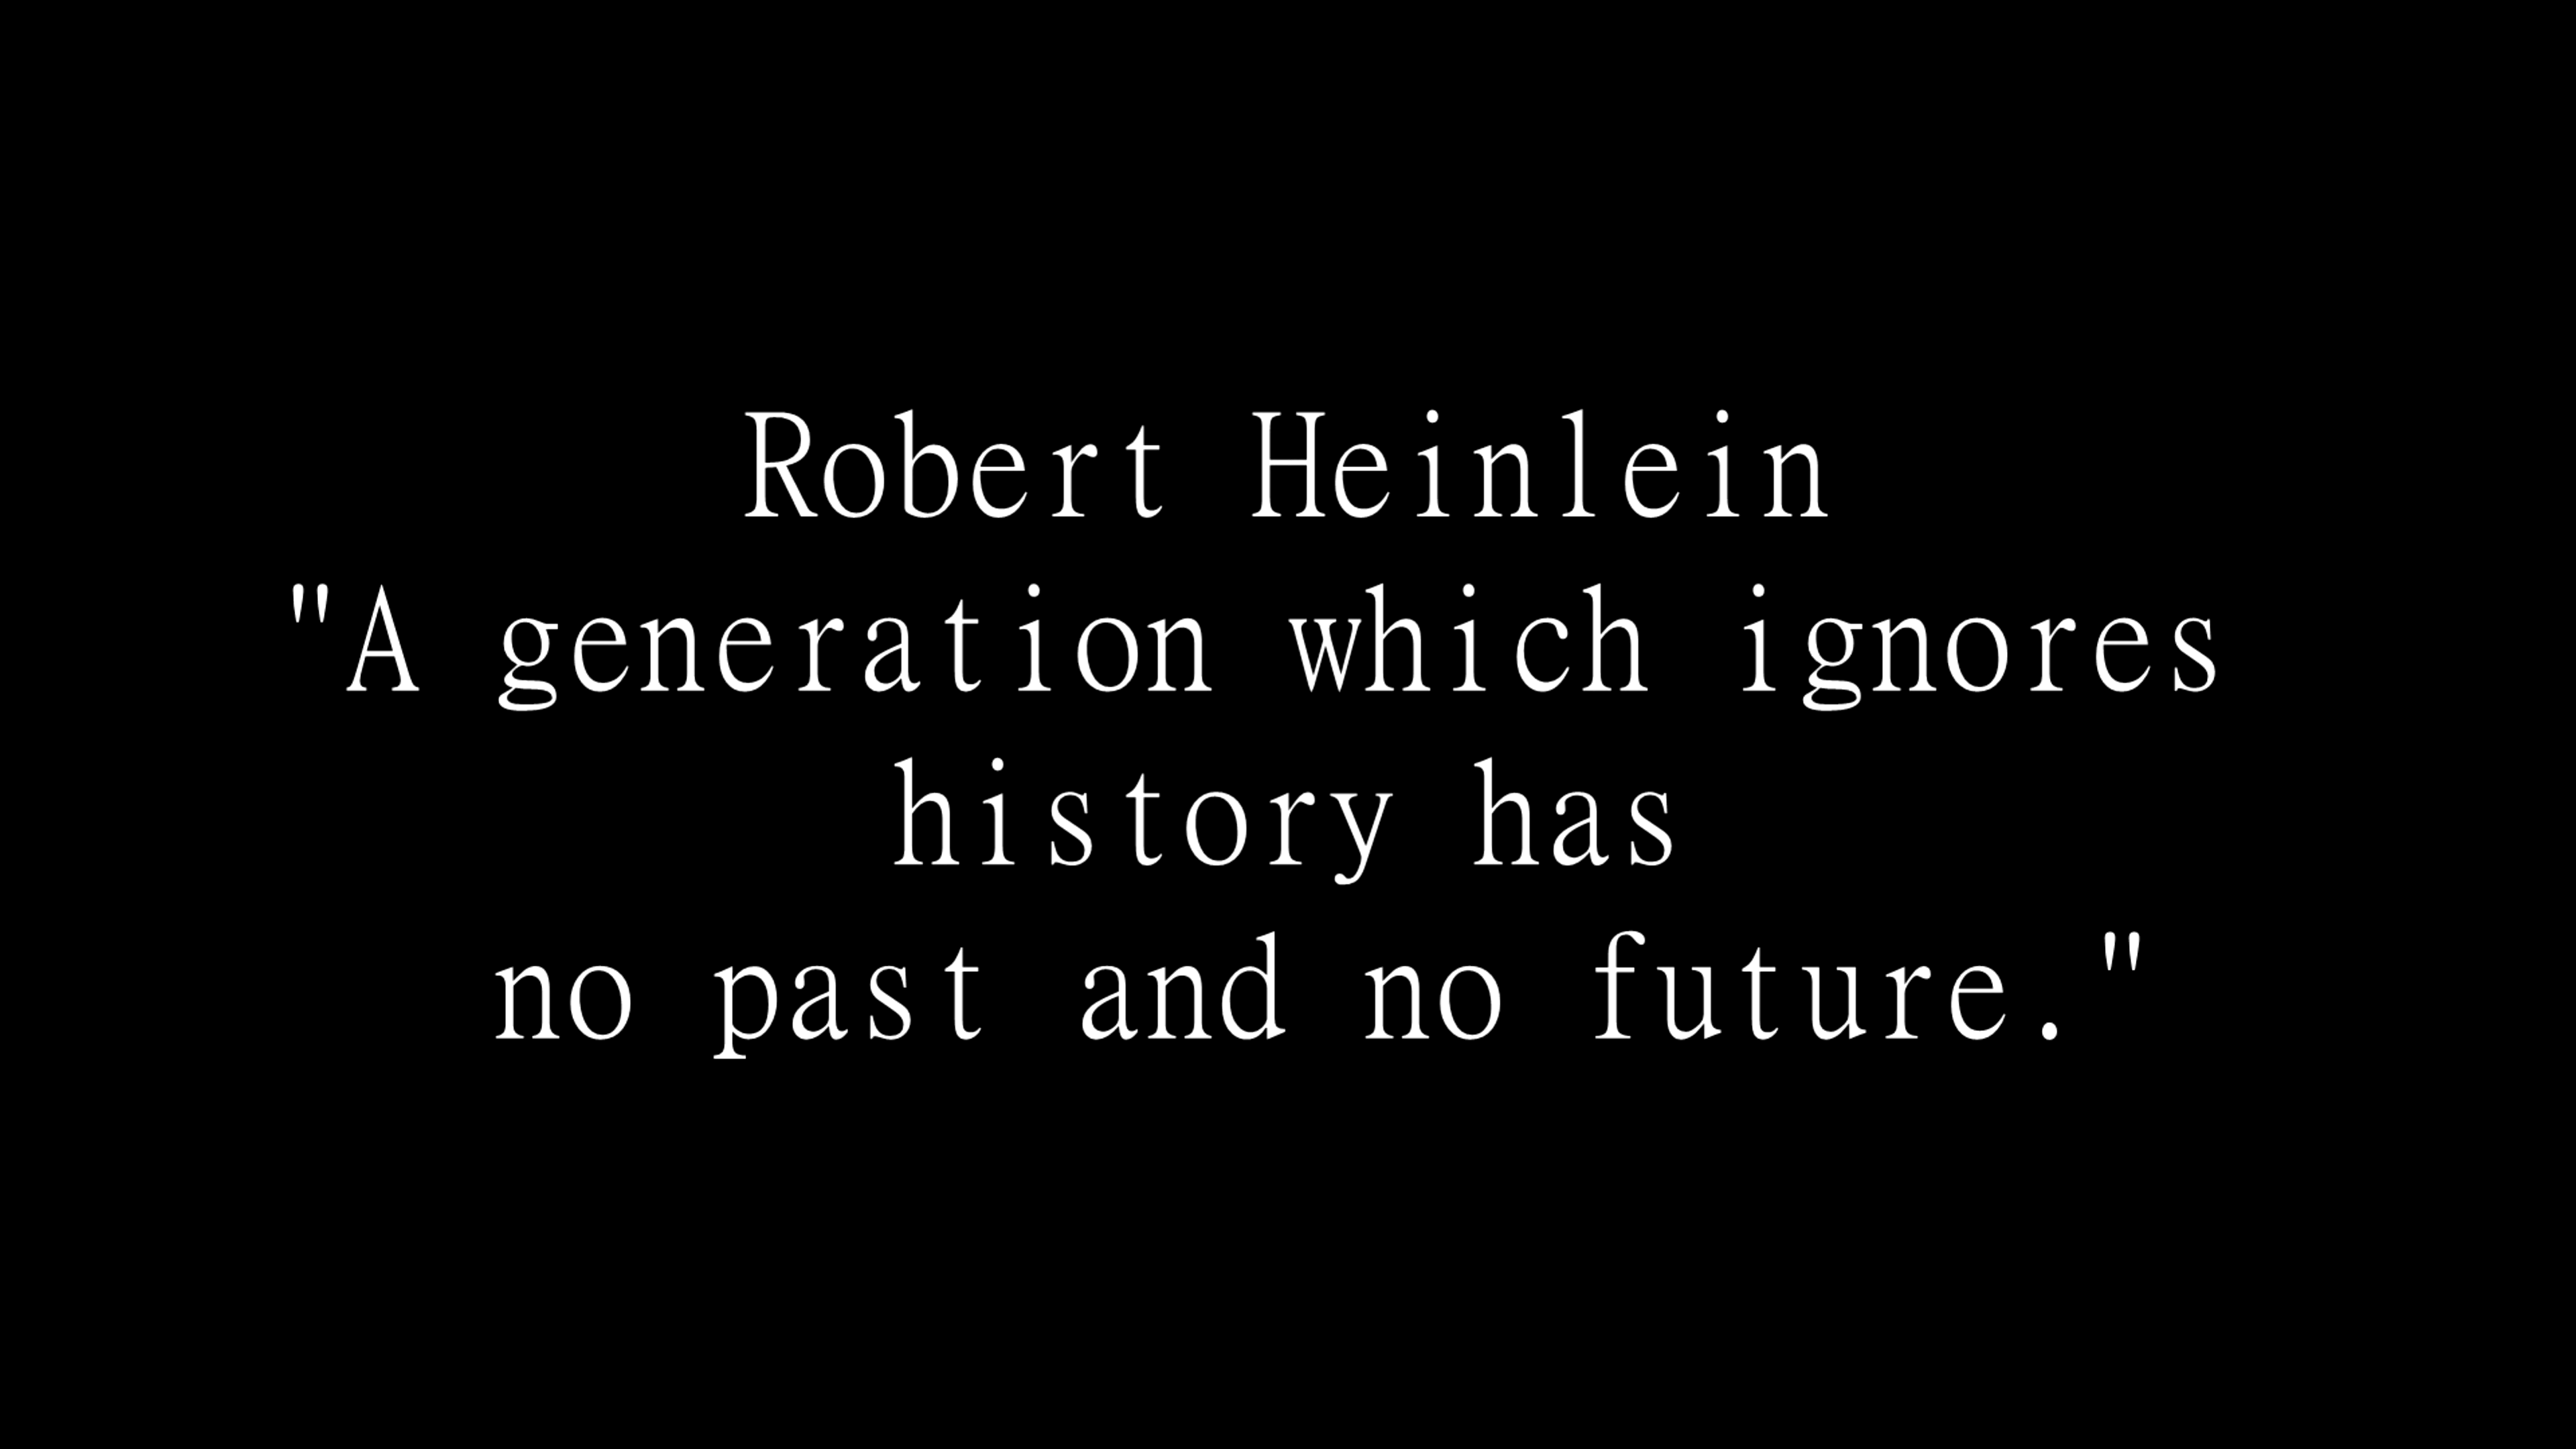 Robert Heinlein
"A generation which ignores
history has
no past and no future."